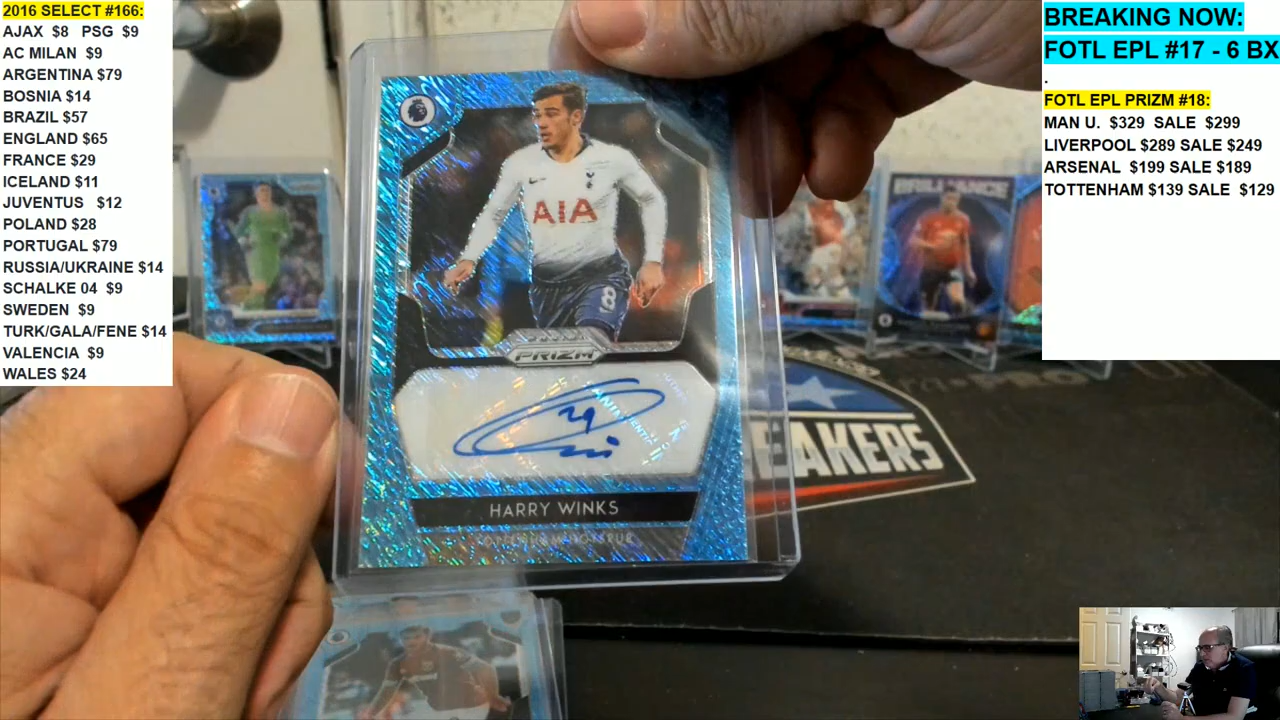 2016 SELECT #166:
AJAX $8 PSG $9
AC MILAN $9
ARGENTINA $79
BOSNIA $14
BRAZIL $57
ENGLAND $65
FRANCE $29
ICELAND $11
JUVENTUS $12
POLAND $28
PORTUGAL $79
RUSSIA/UKRAINE $14
SCHALKE 04 $9
SWEDEN $9
TURK/GALA/FENE $14
VALENCIA $9
WALES $24
BREAKING NOW:
FOTL EPL #17 - 6 BX
.
FOTL EPL PRIZM #18:
MAN U. $329 SALE $299
LIVERPOOL $289 SALE $249
ARSENAL $199 SALE $189
TOTTENHAM $139 SALE $129
AIA
8
PRIZM
HARRY WINKS
TOTTENHAM HOTSPUR
BRILLIANCE
EAKERS